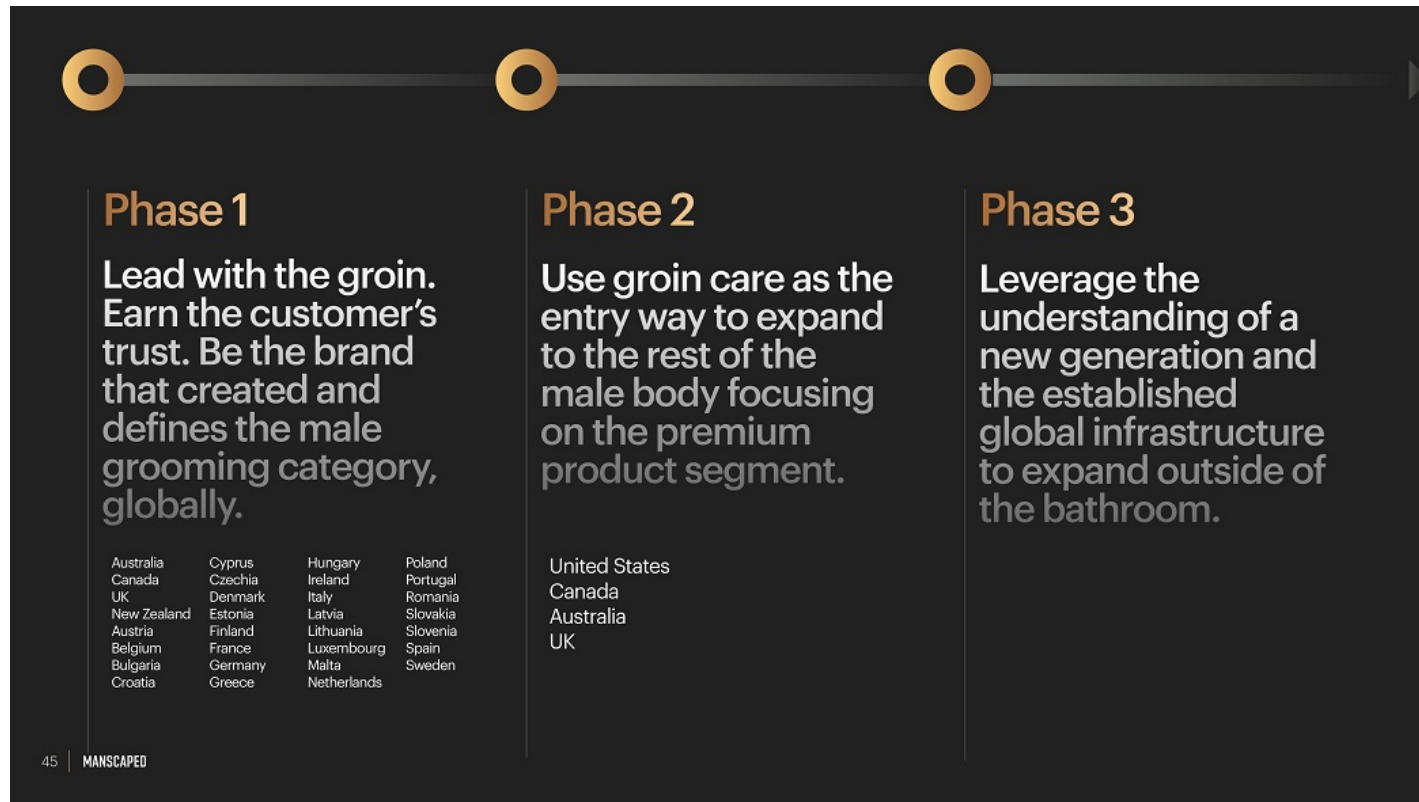 Phase 1
Lead with the groin.
Earn the customer's
trust. Be the brand
that created and
defines the male
grooming category,
globally.
Australia
Canada
UK
New Zealand
Austria
Belgium
Bulgaria
Croatia
Cyprus
Czechia
Denmark
Estonia
Finland
France
Germany
Greece
Hungary
Ireland
Italy
Latvia
Lithuania
Luxembourg
Malta
Netherlands
Poland
Portugal
Romania
Slovakia
Slovenia
Spain
Sweden
Phase 2
Use groin care as the
entry way to expand
to the rest of the
male body focusing
on the premium
product segment.
United States
Canada
Australia
UK
Phase 3
Leverage the
understanding of a
new generation and
the established
global infrastructure
to expand outside of
the bathroom.
45 | MANSCAPED